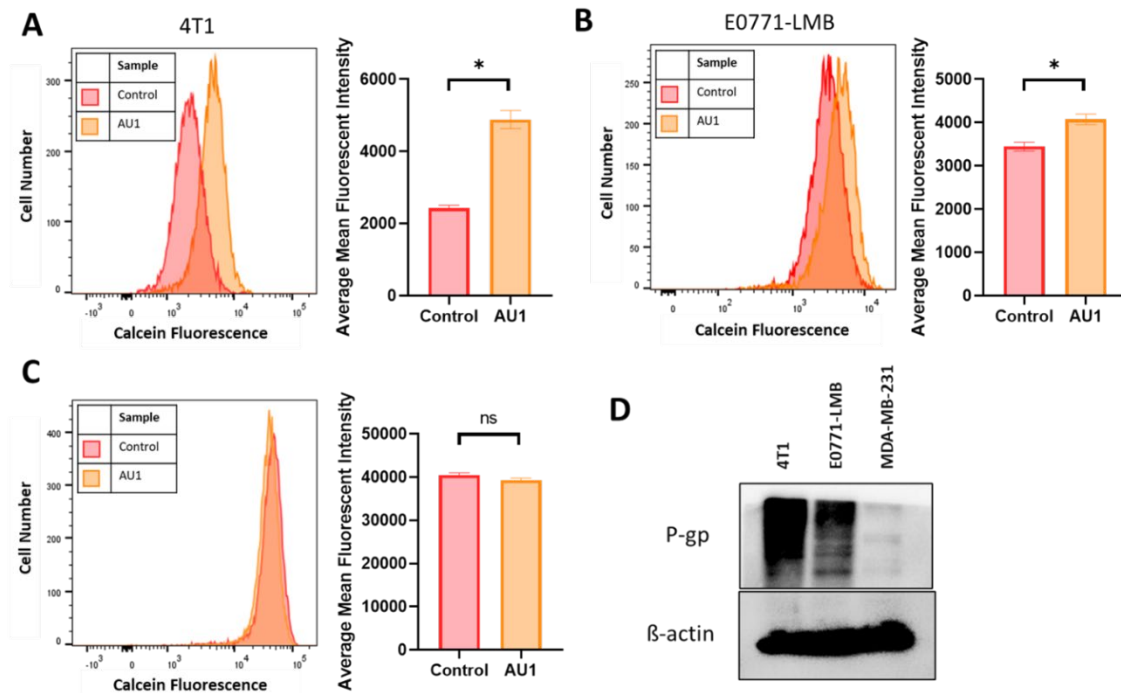 A
4T1
Sample
Control
AU1
Cell Number
300
200
100
0
-10³ 0 10³ 10⁴ 10⁵
Calcein Fluorescence
Average Mean Fluorescent Intensity
6000
4000
2000
0
*
Control AU1
B
E0771-LMB
Sample
Control
AU1
Cell Number
250
200
150
100
50
0
-10² 0 10² 10³ 10⁴
Calcein Fluorescence
Average Mean Fluorescent Intensity
5000
4000
3000
2000
1000
0
*
Control AU1
C
Sample
Control
AU1
Cell Number
400
300
200
100
0
-10³ 0 10³ 10⁴ 10⁵
Calcein Fluorescence
Average Mean Fluorescent Intensity
50000
40000
30000
20000
10000
0
ns
Control AU1
D
4T1
E0771-LMB
MDA-MB-231
P-gp
ß-actin